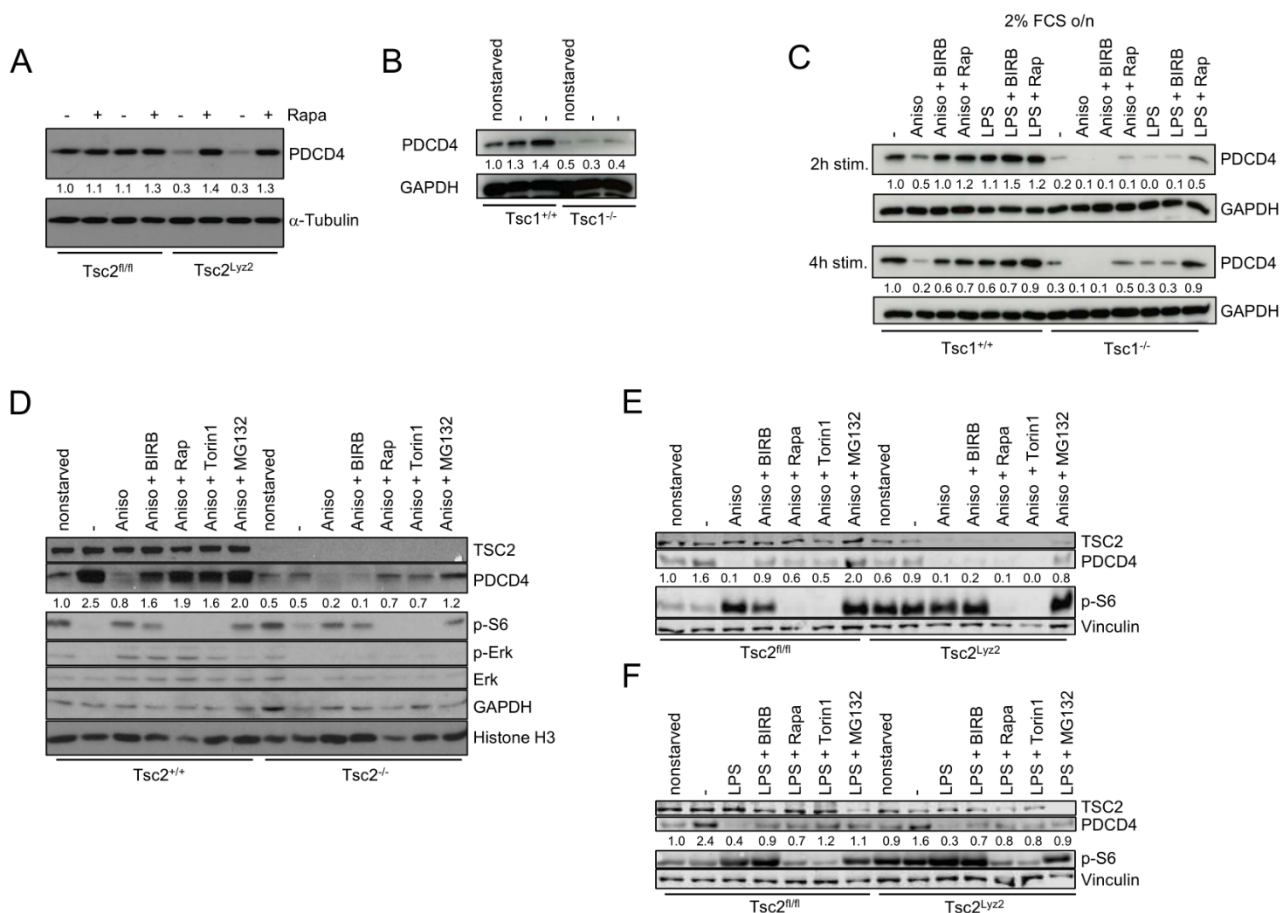 A
- + - + - + - + Rapa
PDCD4
1.0 1.1 1.1 1.3 0.3 1.4 0.3 1.3
α-Tubulin
Tsc2fl/fl Tsc2Lyz2
B
nonstarved - - nonstarved - -
PDCD4
1.0 1.3 1.4 0.5 0.3 0.4
GAPDH
Tsc1+/+ Tsc1-/-
C
2% FCS o/n
- Aniso Aniso + BIRB Aniso + Rap LPS LPS + BIRB LPS + Rap - Aniso Aniso + BIRB Aniso + Rap LPS LPS + BIRB LPS + Rap
2h stim. PDCD4
1.0 0.5 1.0 1.2 1.1 1.5 1.2 0.2 0.1 0.1 0.1 0.0 0.1 0.5
GAPDH
4h stim. PDCD4
1.0 0.2 0.6 0.7 0.6 0.7 0.9 0.3 0.1 0.1 0.5 0.3 0.3 0.9
GAPDH
Tsc1+/+ Tsc1-/-
D
nonstarved - Aniso Aniso + BIRB Aniso + Rap Aniso + Torin1 Aniso + MG132 nonstarved - Aniso Aniso + BIRB Aniso + Rap Aniso + Torin1 Aniso + MG132
TSC2
PDCD4
1.0 2.5 0.8 1.6 1.9 1.6 2.0 0.5 0.5 0.2 0.1 0.7 0.7 1.2
p-S6
p-Erk
Erk
GAPDH
Histone H3
Tsc2+/+ Tsc2-/-
E
nonstarved - Aniso Aniso + BIRB Aniso + Rapa Aniso + Torin1 Aniso + MG132 nonstarved - Aniso Aniso + BIRB Aniso + Rapa Aniso + Torin1 Aniso + MG132
TSC2
PDCD4
1.0 1.6 0.1 0.9 0.6 0.5 2.0 0.6 0.9 0.1 0.2 0.1 0.0 0.8
p-S6
Vinculin
Tsc2fl/fl Tsc2Lyz2
F
nonstarved - LPS LPS + BIRB LPS + Rapa LPS + Torin1 LPS + MG132 nonstarved - LPS LPS + BIRB LPS + Rapa LPS + Torin1 LPS + MG132
TSC2
PDCD4
1.0 2.4 0.4 0.9 0.7 1.2 1.1 0.9 1.6 0.3 0.7 0.8 0.8 0.9
p-S6
Vinculin
Tsc2fl/fl Tsc2Lyz2